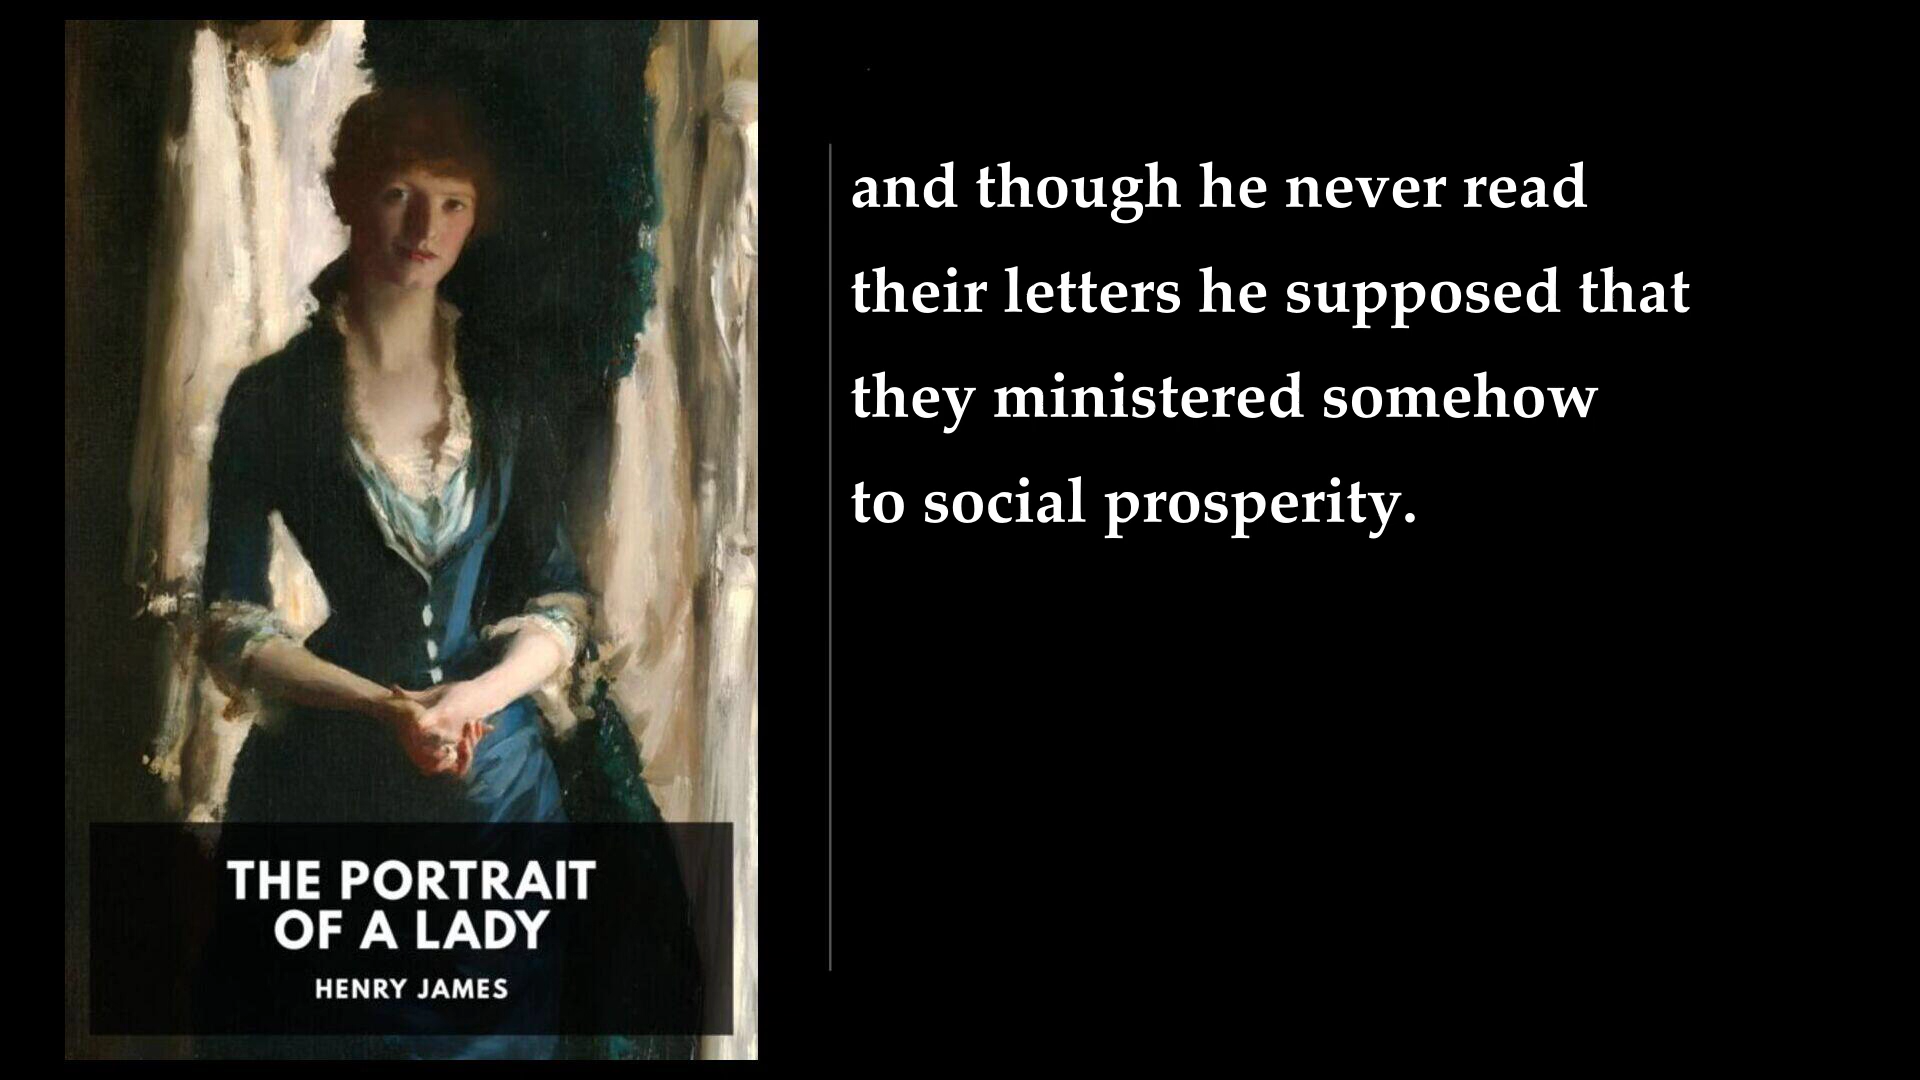 THE PORTRAIT
OF A LADY
HENRY JAMES
and though he never read
their letters he supposed that
they ministered somehow
to social prosperity.